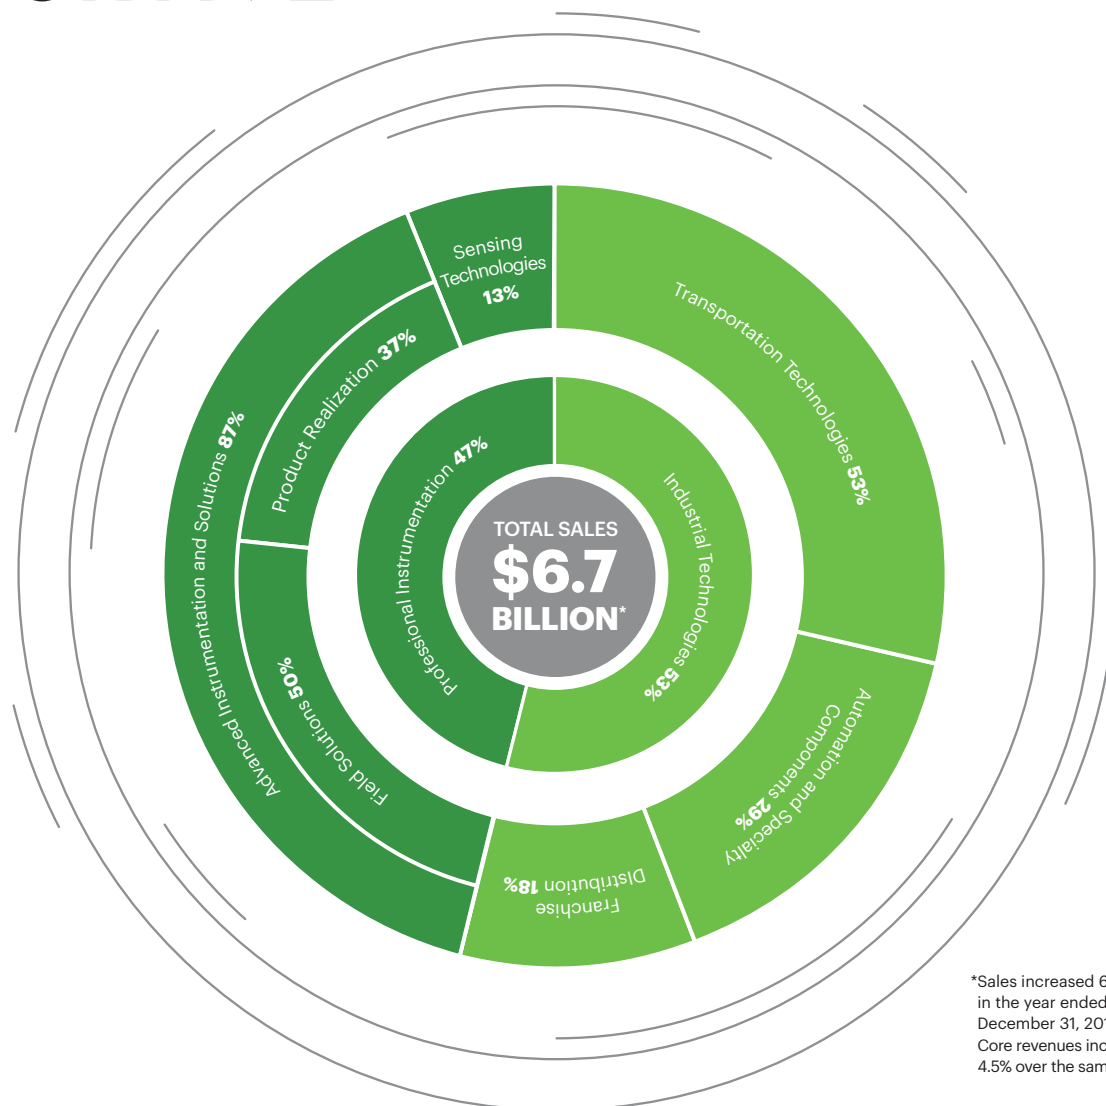 Sensing
Technologies
13%
Transportation Technologies 53%
Product Realization 37%
Advanced Instrumentation and Solutions 87%
Professional Instrumentation 47%
Industrial Technologies 53%
TOTAL SALES
$6.7
BILLION*
Field Solutions 50%
Automation and Specialty
Components 29%
Franchise
Distribution 18%
*Sales increased
in the year ended
December 31,
Core revenues
4.5% over the